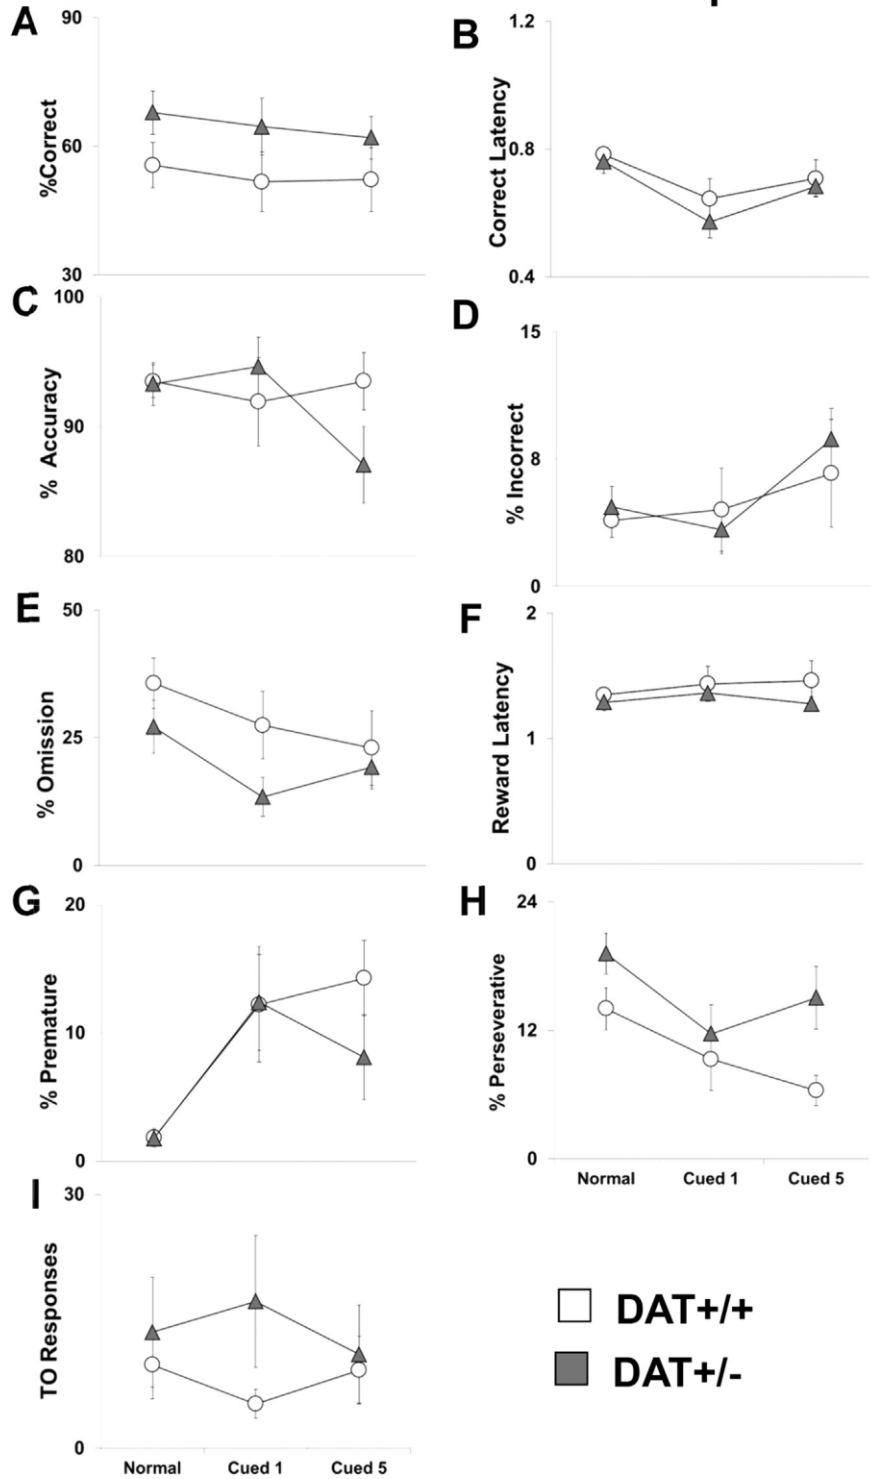 A
90
%Correct
60
30
B
1.2
Correct Latency
0.8
0.4
C
100
% Accuracy
90
80
D
15
% Incorrect
8
0
E
50
% Omission
25
0
F
2
Reward Latency
1
0
G
20
% Premature
10
0
H
24
% Perseverative
12
0
Normal Cued 1 Cued 5
I
30
TO Responses
0
Normal Cued 1 Cued 5
DAT+/+
DAT+/-